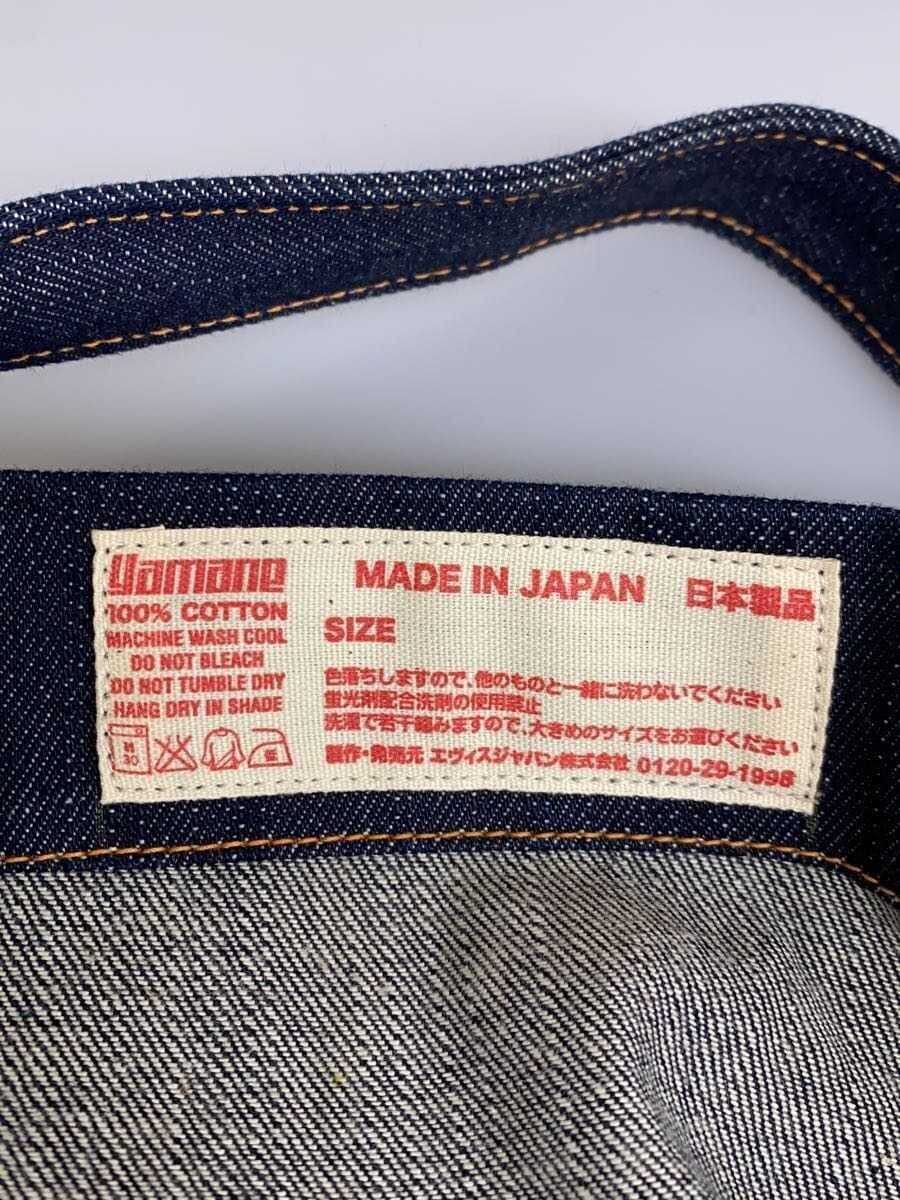 Yamane
100% COTTON
MACHINE WASH COOL
DO NOT BLEACH
DO NOT TUMBLE DRY
HANG DRY IN SHADE
30
低
MADE IN JAPAN 日本製品
SIZE
色落ちしますので、他のものと一緒に洗わないでください
蛍光剤配合洗剤の使用禁止
洗濯で若干縮みますので、大きめのサイズをお選びください
製作・発売元 エヴィスジャパン株式会社 0120-29-1998